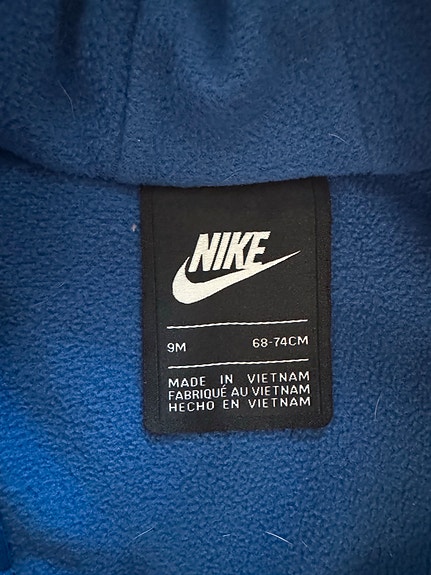 NIKE
9M 68-74CM
MADE IN VIETNAM
FABRIQUÉ AU VIETNAM
HECHO EN VIETNAM